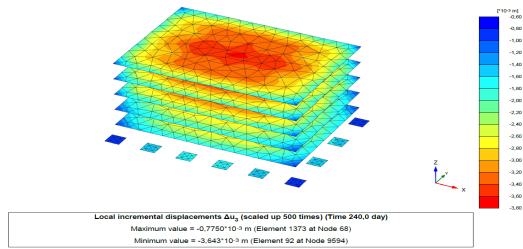 [*10⁻³ m]
-0,60
-0,80
-1,00
-1,20
-1,40
-1,60
-1,80
-2,00
-2,20
-2,40
-2,60
-2,80
-3,00
-3,20
-3,40
-3,60
-3,80
Z
Y
X
Local incremental displacements Δu₃ (scaled up 500 times) (Time 240,0 day)
Maximum value = -0,7750*10⁻³ m (Element 1373 at Node 68)
Minimum value = -3,643*10⁻³ m (Element 92 at Node 9594)